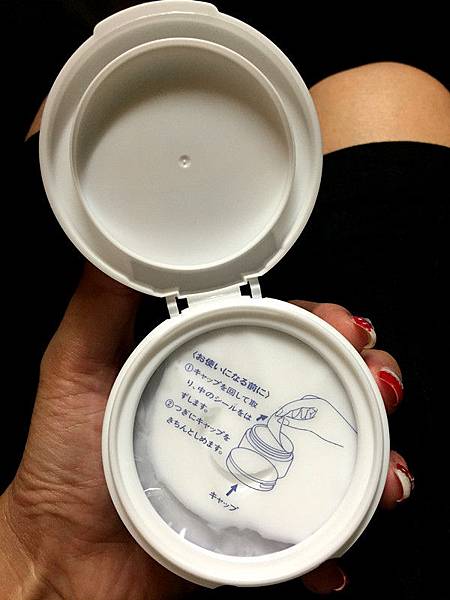 〈お使いになる前に〉
①キャップを回して取
り、中のシールをは
ずします。
②つぎにキャップを
きちんとしめます。
キャップ